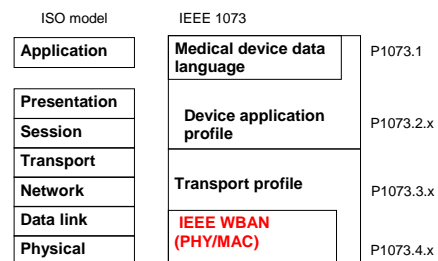 ISO model
IEEE 1073
Application
Medical device data
language
P1073.1
Presentation
Session
Device application
profile
P1073.2.x
Transport
Network
Data link
Physical
Transport profile
P1073.3.x
IEEE WBAN
(PHY/MAC)
P1073.4.x